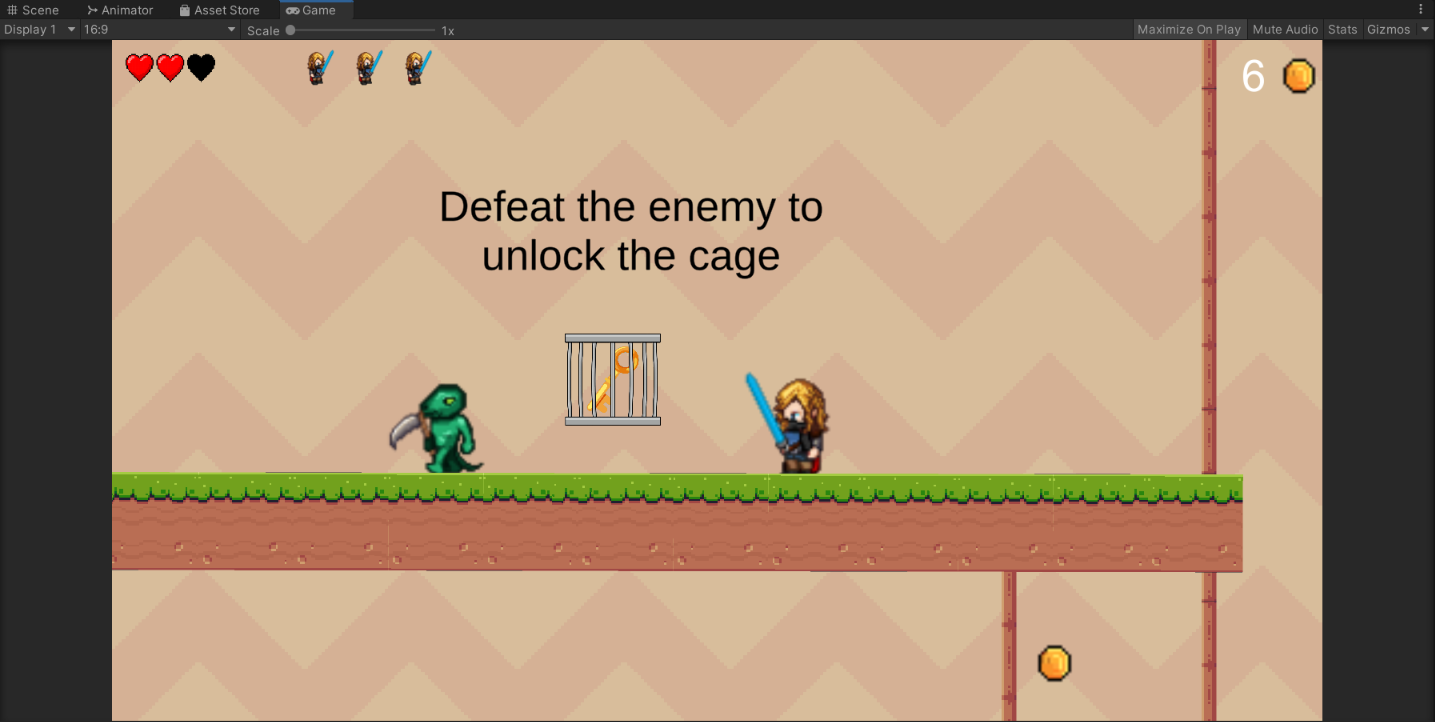 Scene Animator Asset Store Game
Display 1 16:9 Scale 1x Maximize On Play Mute Audio Stats Gizmos
6
Defeat the enemy to
unlock the cage